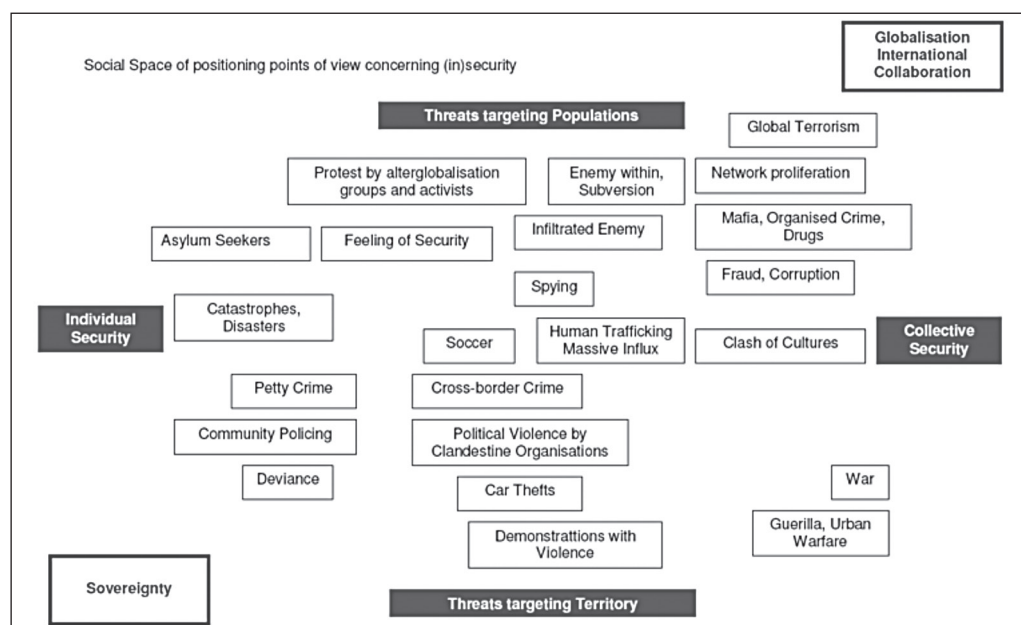 Globalisation
International
Collaboration
Social Space of positioning points of view concerning (in)security
Threats targeting Populations
Global Terrorism
Protest by alterglobalisation
groups and activists
Enemy within,
Subversion
Network proliferation
Mafia, Organised Crime,
Drugs
Infiltrated Enemy
Asylum Seekers
Feeling of Security
Fraud, Corruption
Spying
Catastrophes,
Disasters
Individual
Security
Human Trafficking
Massive Influx
Soccer
Clash of Cultures
Collective
Security
Petty Crime
Cross-border Crime
Community Policing
Political Violence by
Clandestine Organisations
Deviance
Car Thefts
War
Guerilla, Urban
Warfare
Demonstrattions with
Violence
Sovereignty
Threats targeting Territory